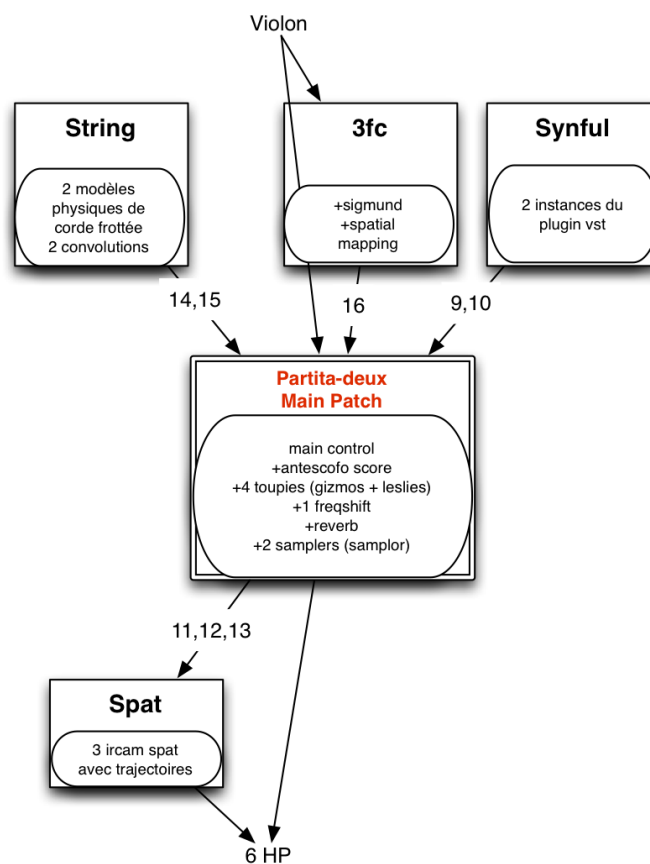 Violon
String
2 modèles
physiques de
corde frottée
2 convolutions
3fc
+sigmund
+spatial
mapping
Synful
2 instances du
plugin vst
14,15
16
9,10
Partita-deux
Main Patch
main control
+antescofo score
+4 toupies (gizmos + leslies)
+1 freqshift
+reverb
+2 samplers (samplor)
11,12,13
Spat
3 ircam spat
avec trajectoires
6 HP